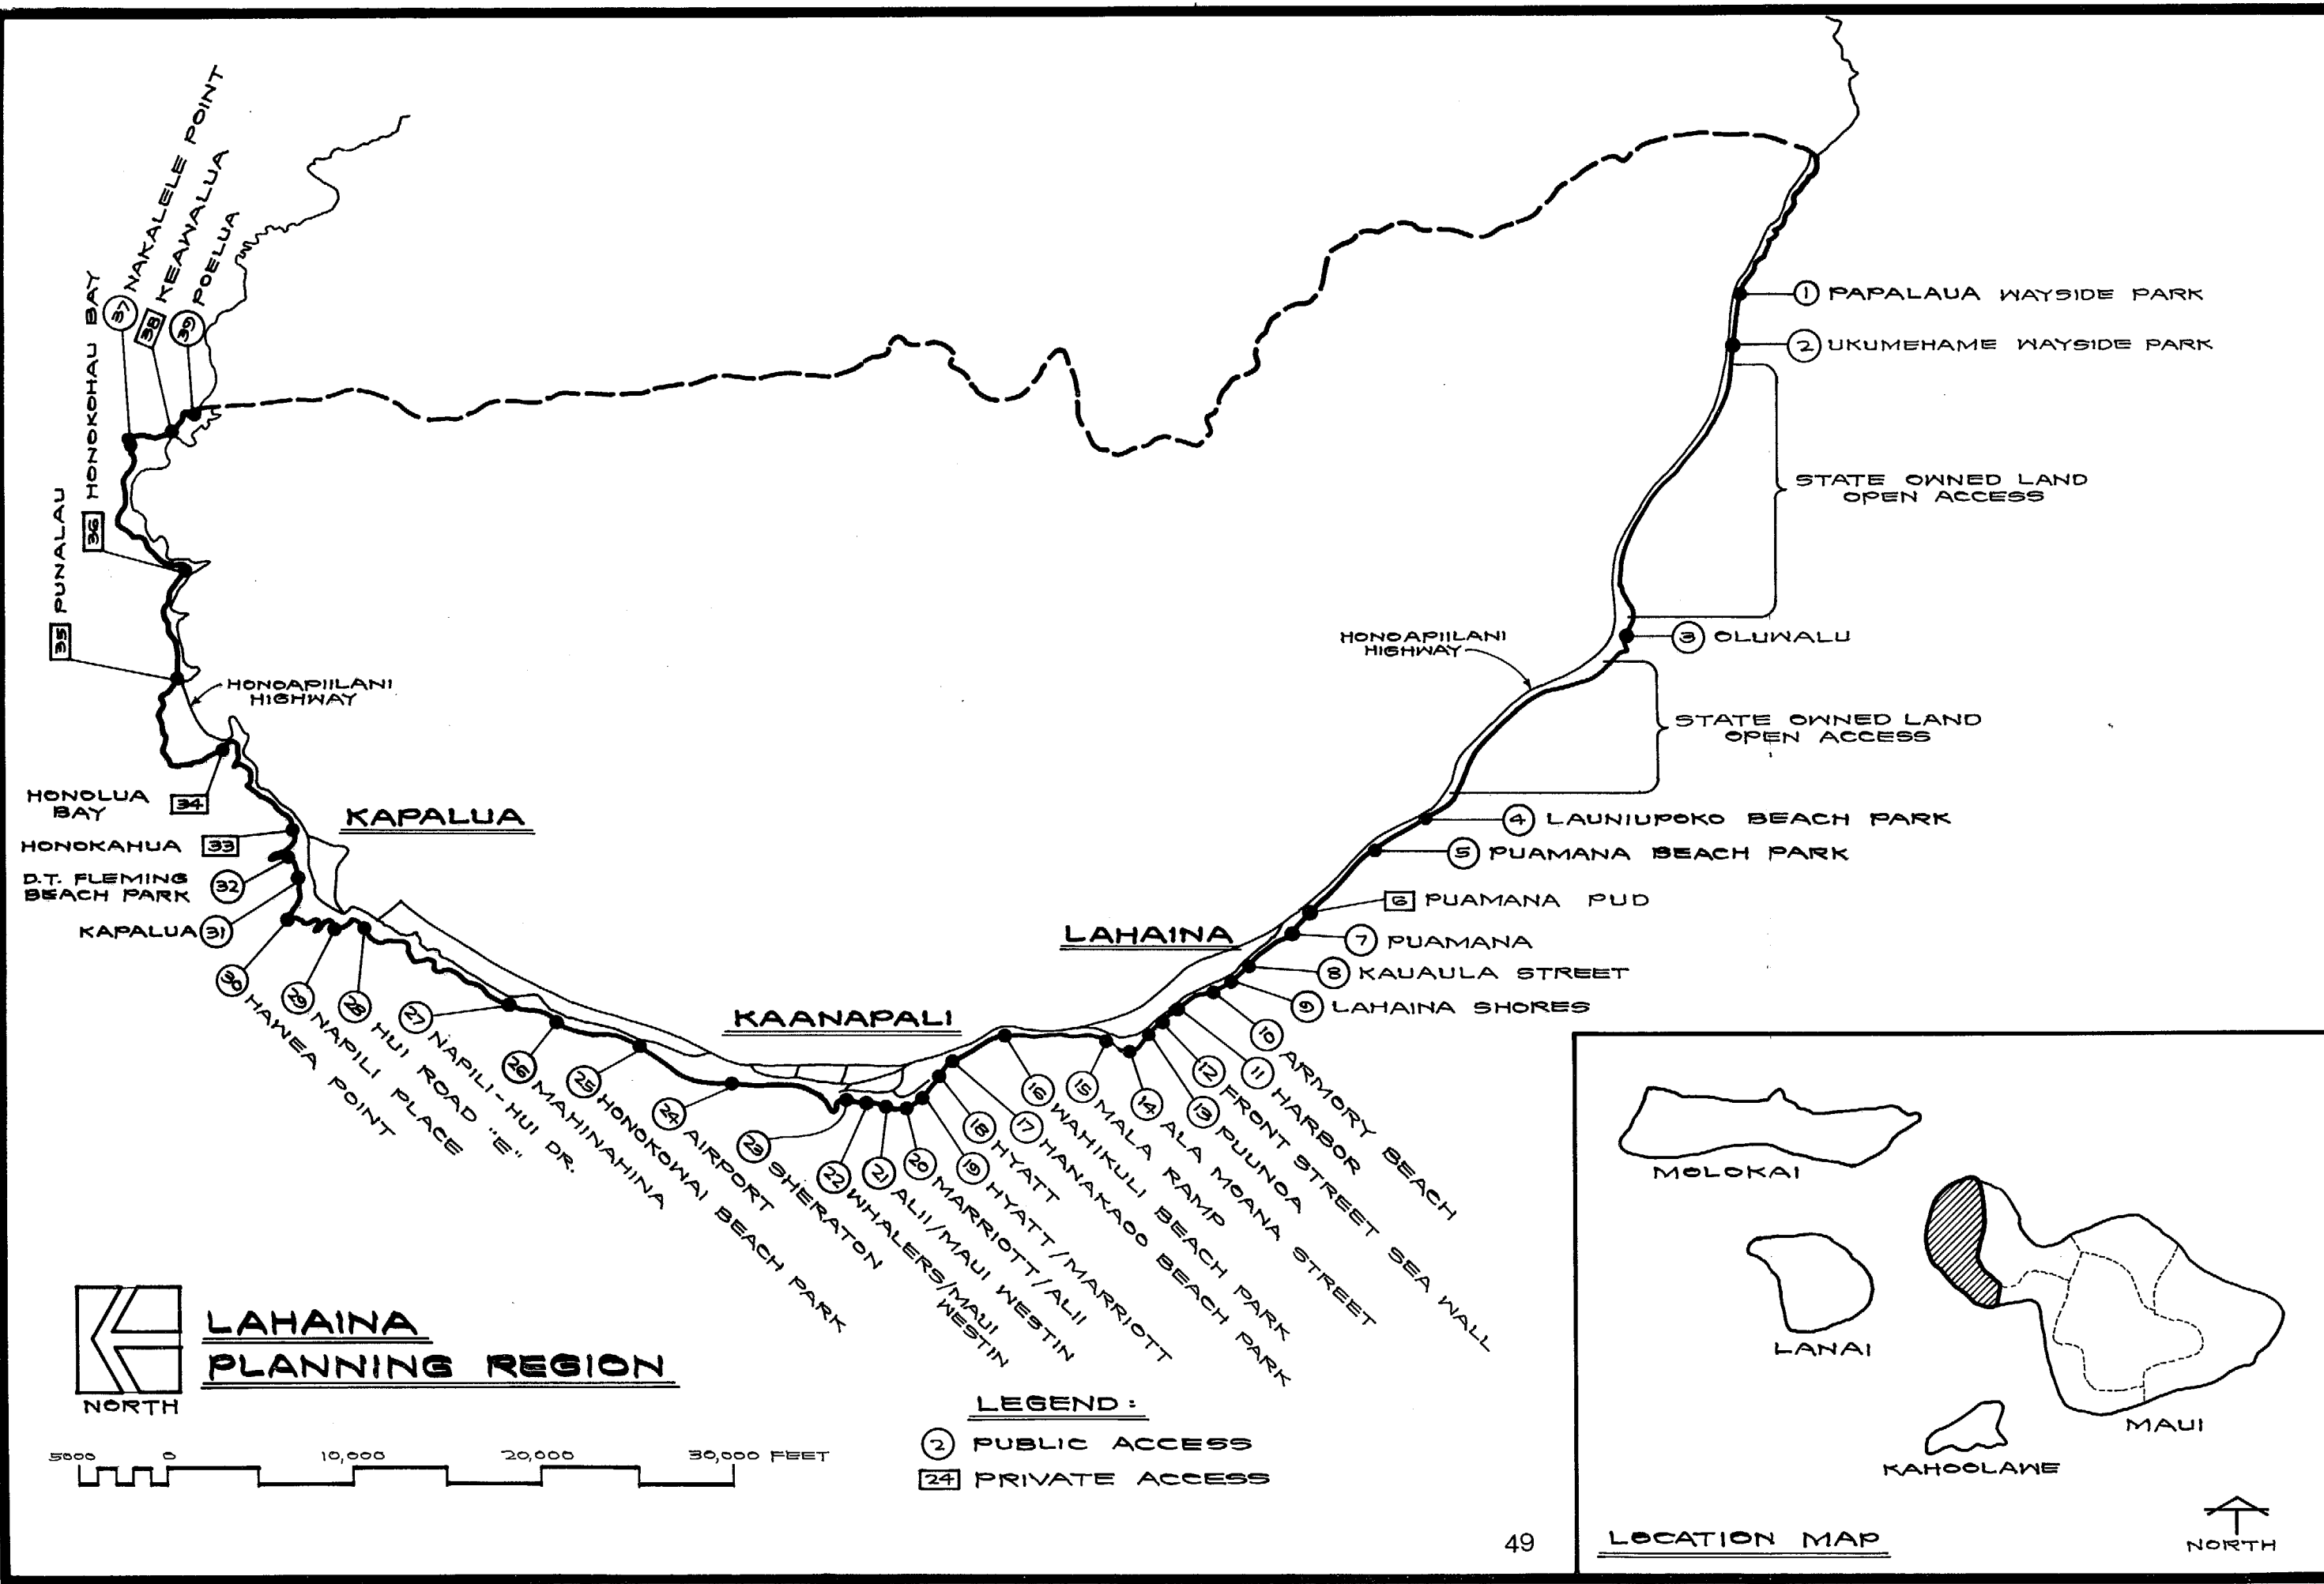 37 NAKALELE POINT
38 KEAWALUA
39 POELUA
36 HONOKOHAU BAY
35 PUNALAU
HONOAPIILANI
HIGHWAY
HONOLUA
BAY
34
HONOKAHUA 33
D.T. FLEMING
BEACH PARK
32
KAPALUA 31
KAPALUA
1 PAPALAUA WAYSIDE PARK
2 UKUMEHAME WAYSIDE PARK
STATE OWNED LAND
OPEN ACCESS
3 OLUWALU
HONOAPIILANI
HIGHWAY
STATE OWNED LAND
OPEN ACCESS
4 LAUNIUPOKO BEACH PARK
5 PUAMANA BEACH PARK
6 PUAMANA PUD
LAHAINA
7 PUAMANA
8 KAUAULA STREET
9 LAHAINA SHORES
KAANAPALI
30 HAWEA POINT
29 NAPILI PLACE
28 HUI ROAD "E"
27 NAPILI-HUI DR.
26 MAHINAHINA
25 HONOKOWAI BEACH PARK
24 AIRPORT
23 SHERATON
22 WHALERS/MAUI
WESTIN
21 ALII/MAUI WESTIN
20 MARRIOTT/ALII
19 HYATT/MARRIOTT
18 HYATT
17 HANAKAOO BEACH PARK
16 WAHIKULI BEACH PARK
15 MALA RAMP
14 ALA MOANA STREET
13 PUUNOA
12 FRONT STREET SEA WALL
11 HARBOR
10 ARMORY BEACH
LAHAINA
PLANNING REGION
NORTH
5000 0 10,000 20,000 30,000 FEET
LEGEND:
2 PUBLIC ACCESS
24 PRIVATE ACCESS
49
MOLOKAI
LANAI
MAUI
KAHOOLAWE
LOCATION MAP
NORTH